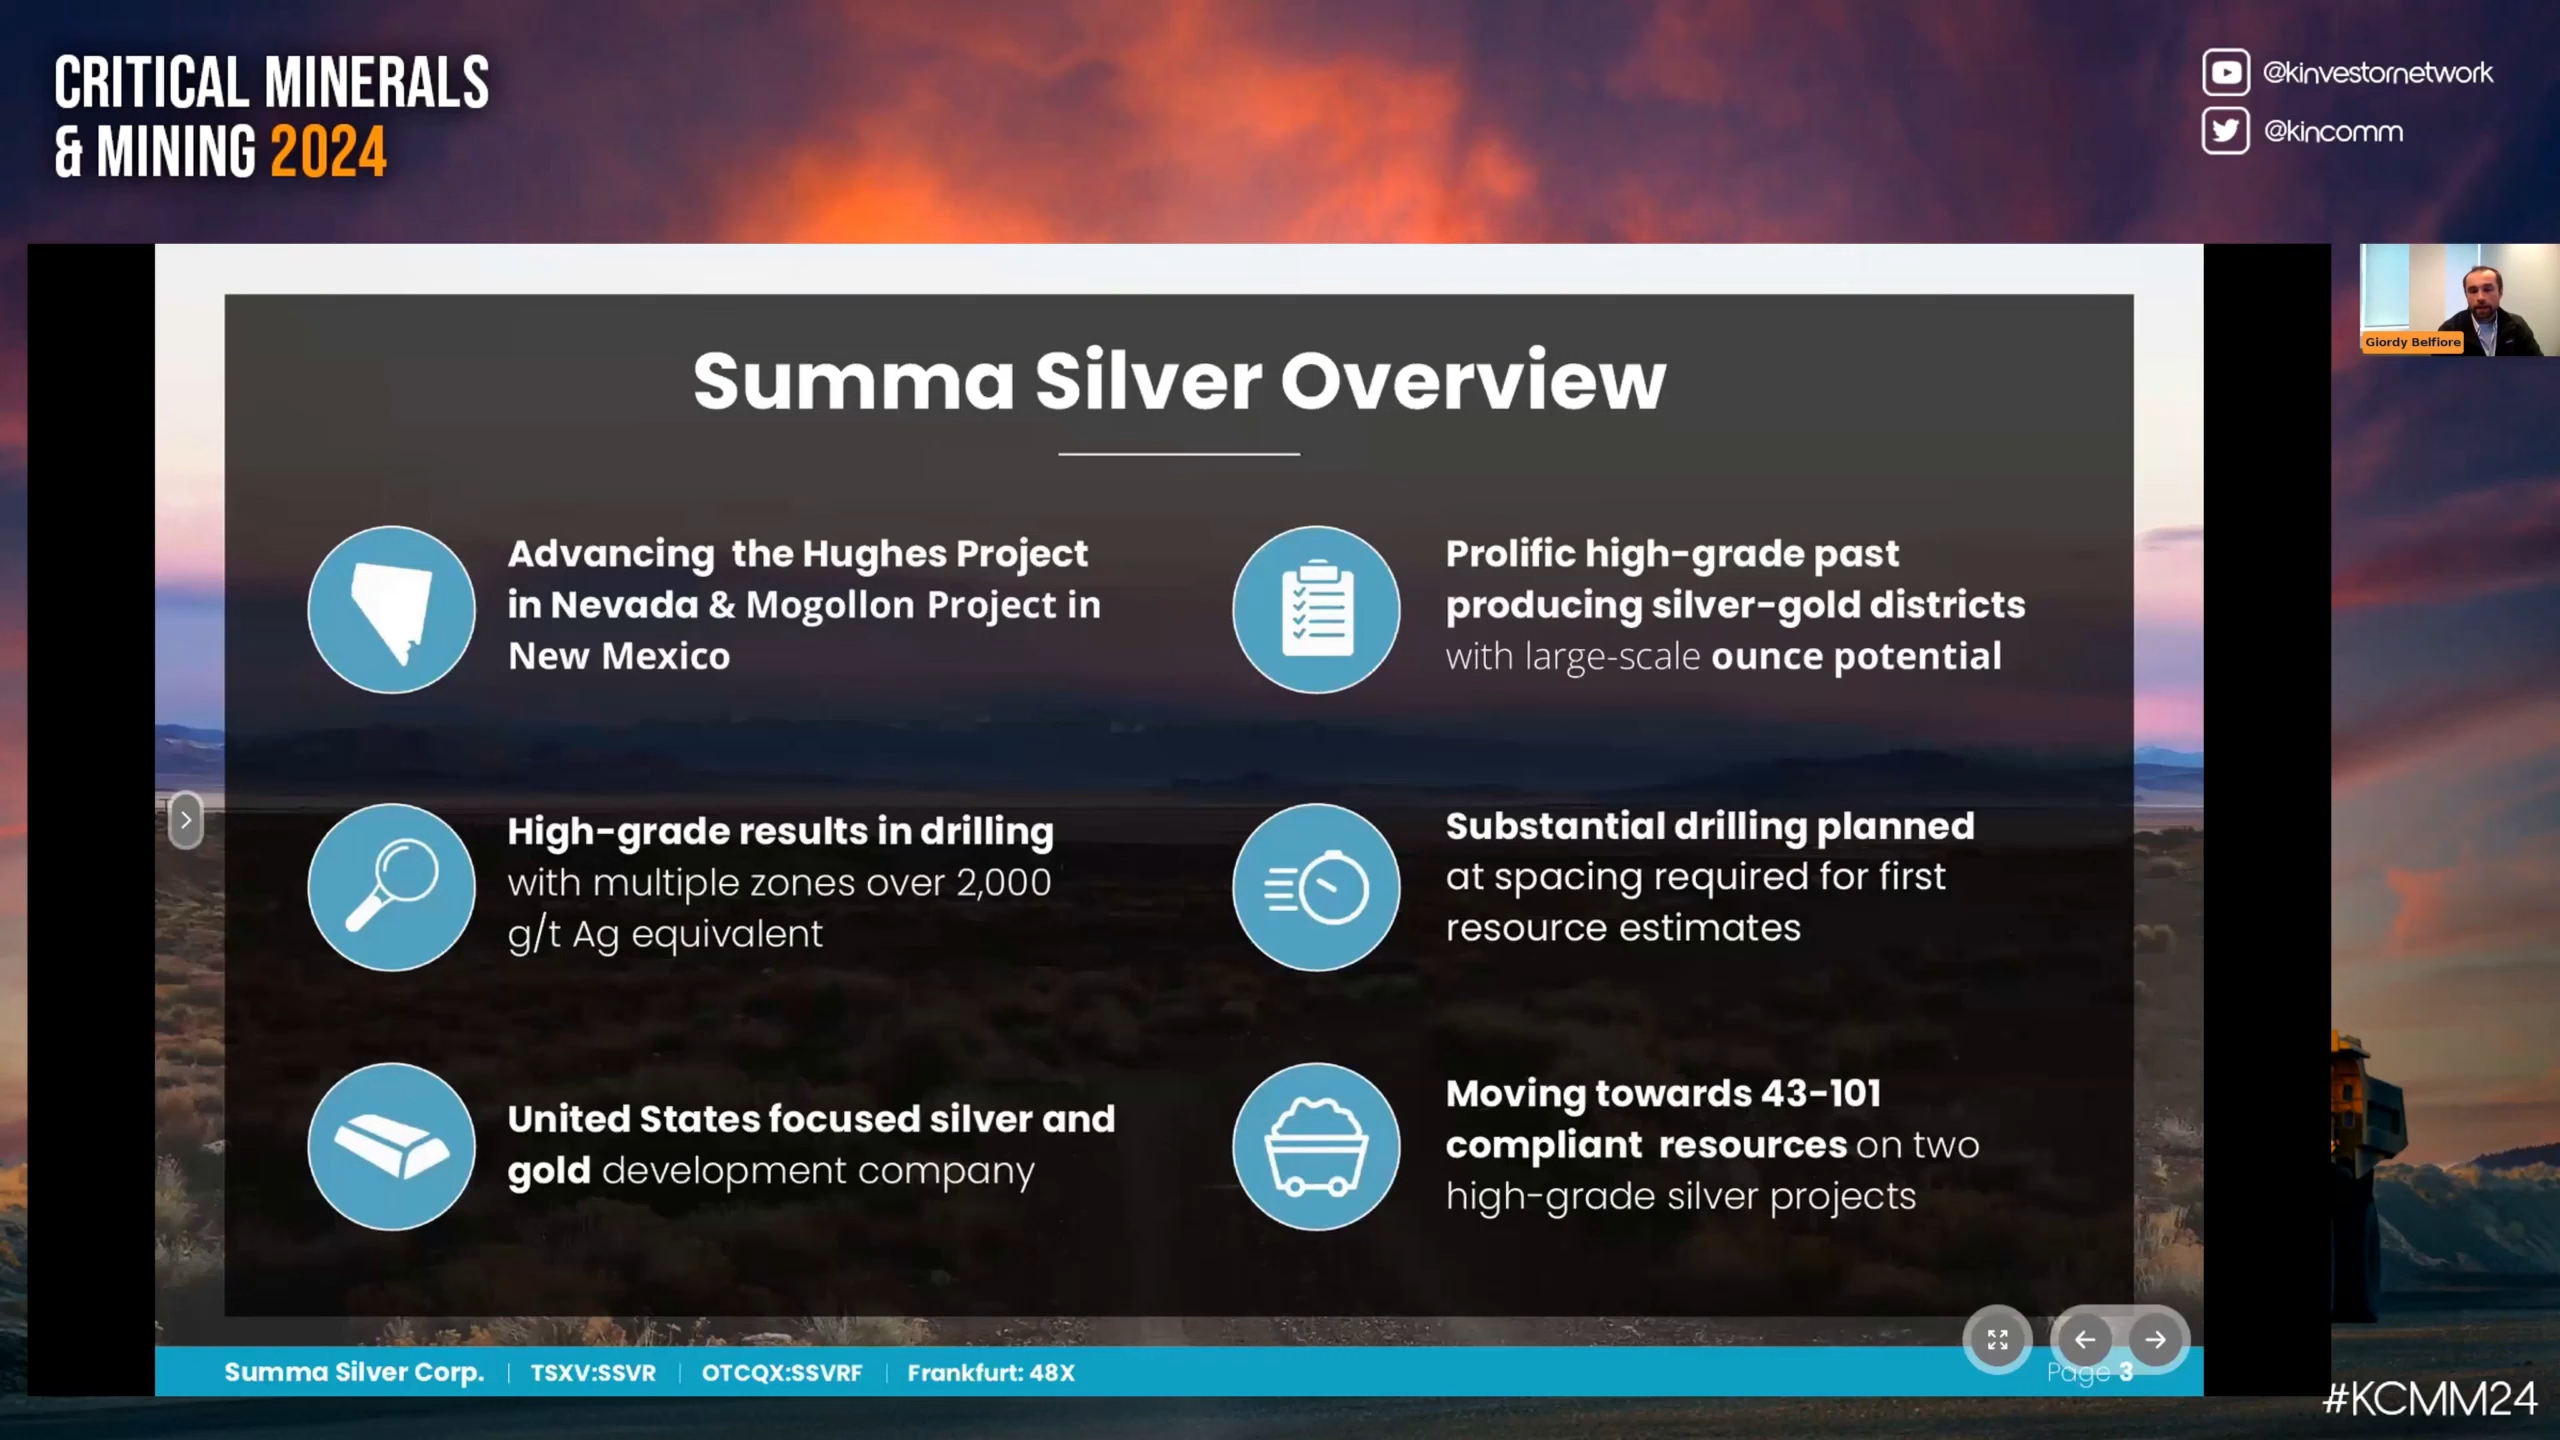 CRITICAL MINERALS
& MINING 2024
@kinvestornetwork
@kincomm
Giordy Belfiore
Summa Silver Overview
Advancing the Hughes Project
in Nevada & Mogollon Project in
New Mexico
Prolific high-grade past
producing silver-gold districts
with large-scale ounce potential
High-grade results in drilling
with multiple zones over 2,000
g/t Ag equivalent
Substantial drilling planned
at spacing required for first
resource estimates
United States focused silver and
gold development company
Moving towards 43-101
compliant resources on two
high-grade silver projects
Summa Silver Corp. | TSXV:SSVR | OTCQX:SSVRF | Frankfurt: 48X
Page 3
#KCMM24